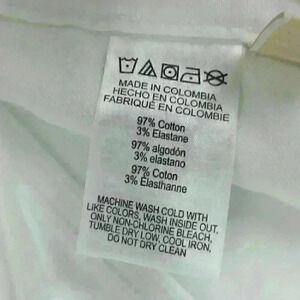 MADE IN COLOMBIA
HECHO EN COLOMBIA
FABRIQUÉ EN COLOMBIE
97% Cotton
3% Elastane
97% algodón
3% elastano
97% Coton
3% Élasthanne
MACHINE WASH COLD WITH
LIKE COLORS, WASH INSIDE OUT.
ONLY NON-CHLORINE BLEACH,
TUMBLE DRY LOW, COOL IRON,
DO NOT DRY CLEAN